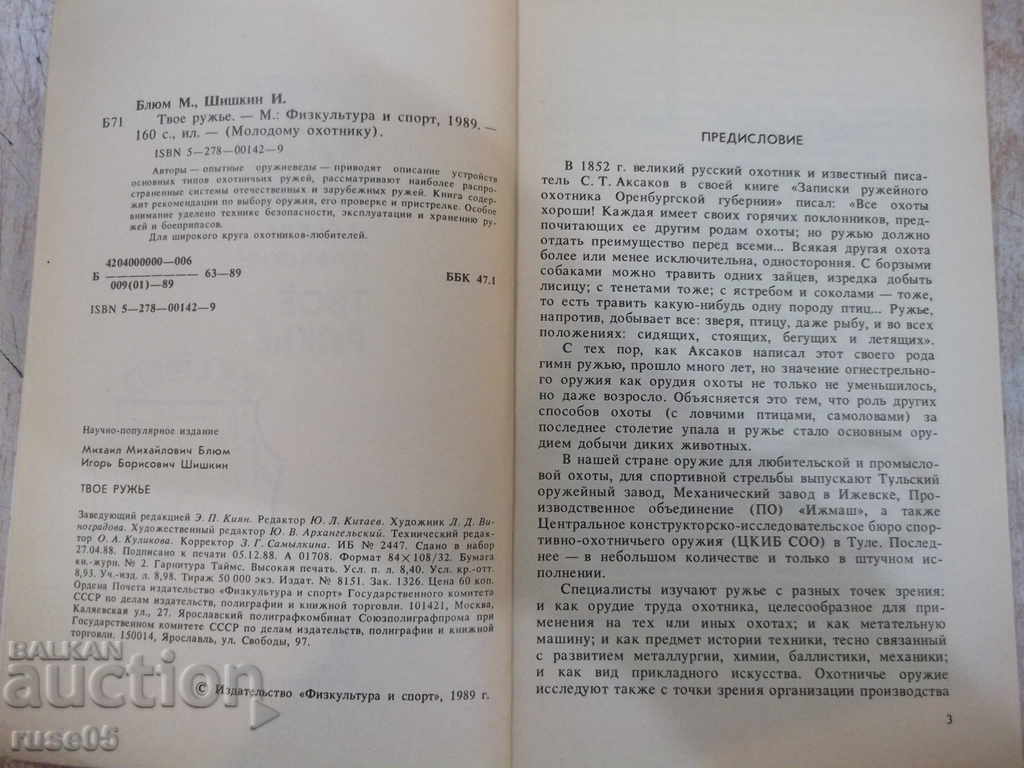 Блюм М., Шишкин И.
Б71 Твое ружье. — М.: Физкультура и спорт, 1989. —
160 с., ил. — (Молодому охотнику).
ISBN 5—278—00142—9
Авторы — опытные оружиеведы — приводят описание устройств
основных типов охотничьих ружей, рассматривают наиболее распро-
страненные системы отечественных и зарубежных ружей. Книга содер-
жит рекомендации по выбору оружия, его проверке и пристрелке. Особое
внимание уделено технике безопасности, эксплуатации и хранению ру-
жей и боеприпасов.
Для широкого круга охотников-любителей.
4204000000—006
Б 63—89
009(01)—89
ББК 47.1
ISBN 5—278—00142—9
Научно-популярное издание
Михаил Михайлович Блюм
Игорь Борисович Шишкин
ТВОЕ РУЖЬЕ
Заведующий редакцией Э. П. Киян. Редактор Ю. Л. Китаев. Художник Л. Д. Ви-
ноградова. Художественный редактор Ю. В. Архангельский. Технический редак-
тор О. А. Куликова. Корректор З. Г. Самылкина. ИБ № 2447. Сдано в набор
27.04.88. Подписано к печати 05.12.88. А 01708. Формат 84×108/32. Бумага
кн.-журн. № 2. Гарнитура Таймс. Высокая печать. Усл. п. л. 8,40. Усл. кр.-отт.
8,93. Уч.-изд. л. 8,98. Тираж 50 000 экз. Издат. № 8151. Зак. 1326. Цена 60 коп.
Ордена Почета издательство «Физкультура и спорт» Государственного комитета
СССР по делам издательств, полиграфии и книжной торговли. 101421, Москва,
Каляевская ул., 27. Ярославский полиграфкомбинат Союзполиграфпрома при
Государственном комитете СССР по делам издательств, полиграфии и книжной
торговли. 150014, Ярославль, ул. Свободы, 97.
© Издательство «Физкультура и спорт», 1989 г.
ПРЕДИСЛОВИЕ
В 1852 г. великий русский охотник и известный писа-
тель С. Т. Аксаков в своей книге «Записки ружейного
охотника Оренбургской губернии» писал: «Все охоты
хороши! Каждая имеет своих горячих поклонников, пред-
почитающих ее другим родам охоты; но ружью должно
отдать преимущество перед всеми... Всякая другая охота
более или менее исключительна, одностороння. С борзыми
собаками можно травить одних зайцев, изредка добыть
лисицу; с тенетами тоже; с ястребом и соколами — тоже,
то есть травить какую-нибудь одну породу птиц... Ружье,
напротив, добывает все: зверя, птицу, даже рыбу, и во всех
положениях: сидящих, стоящих, бегущих и летящих».
С тех пор, как Аксаков написал этот своего рода
гимн ружью, прошло много лет, но значение огнестрельно-
го оружия как орудия охоты не только не уменьшилось,
но даже возросло. Объясняется это тем, что роль других
способов охоты (с ловчими птицами, самоловами) за
последнее столетие упала и ружье стало основным ору-
дием добычи диких животных.
В нашей стране оружие для любительской и промысло-
вой охоты, для спортивной стрельбы выпускают Тульский
оружейный завод, Механический завод в Ижевске, Про-
изводственное объединение (ПО) «Ижмаш», а также
Центральное конструкторско-исследовательское бюро спор-
тивно-охотничьего оружия (ЦКИБ СОО) в Туле. Послед-
нее — в небольшом количестве и только в штучном ис-
полнении.
Специалисты изучают ружье с разных точек зрения:
и как орудие труда охотника, целесообразное для при-
менения на тех или иных охотах; и как метательную
машину; и как предмет истории техники, тесно связанный
с развитием металлургии, химии, баллистики, механики;
и как вид прикладного искусства. Охотничье оружие
исследуют также с точки зрения организации производства
3
BALKAN
auction
ruse05